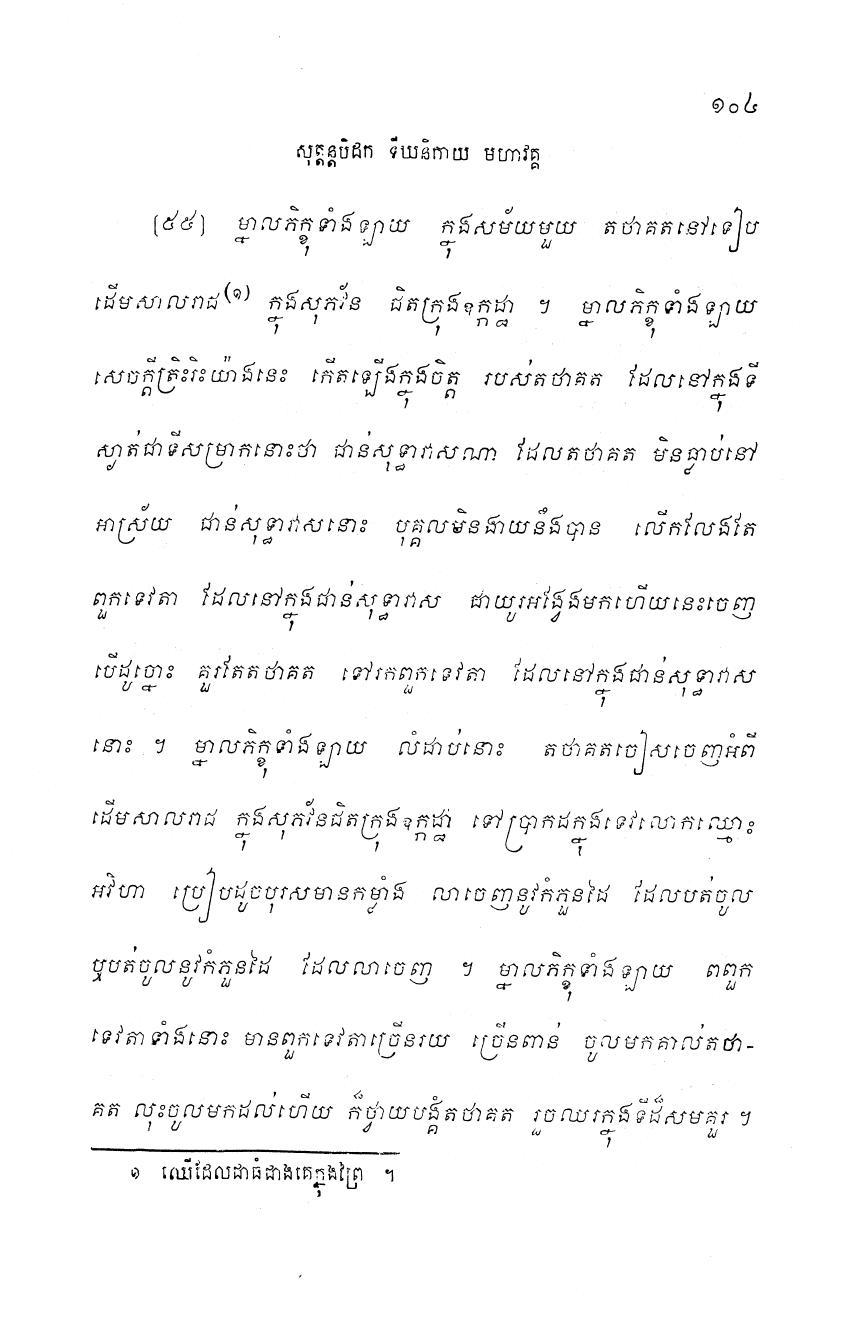 ១០៤
សុត្តន្តបិដក ទីឃនិកាយ មហាវគ្គ
[៥៥] ម្នាលភិក្ខុទាំងឡាយ ក្នុងសម័យមួយ តថាគតនៅទៀប
ដើមសាលរាជ(១) ក្នុងសុភវ័ន ជិតក្រុងឧក្កដ្ឋា ។ ម្នាលភិក្ខុទាំងឡាយ
សេចក្តីត្រិះរិះយ៉ាងនេះ កើតឡើងក្នុងចិត្ត របស់តថាគត ដែលនៅក្នុងទី
ស្ងាត់ជាទីសម្រាកនោះថា ជាន់សុទ្ធាវាសណា ដែលតថាគត មិនធ្លាប់នៅ
អាស្រ័យ ជាន់សុទ្ធាវាសនោះ បុគ្គលមិនងាយនឹងបាន លើកលែងតែ
ពួកទេវតា ដែលនៅក្នុងជាន់សុទ្ធាវាស ជាយូរអង្វែងមកហើយនេះចេញ
បើដូច្នោះ គួរតែតថាគត ទៅរកពួកទេវតា ដែលនៅក្នុងជាន់សុទ្ធាវាស
នោះ ។ ម្នាលភិក្ខុទាំងឡាយ លំដាប់នោះ តថាគតចៀសចេញអំពី
ដើមសាលរាជ ក្នុងសុភវ័នជិតក្រុងឧក្កដ្ឋា ទៅប្រាកដក្នុងទេវលោកឈ្មោះ
អវិហា ប្រៀបដូចបុរសមានកម្លាំង លាចេញនូវកំភួនដៃ ដែលបត់ចូល
ឬបត់ចូលនូវកំភួនដៃ ដែលលាចេញ ។ ម្នាលភិក្ខុទាំងឡាយ ពពួក
ទេវតាទាំងនោះ មានពួកទេវតាច្រើនរយ ច្រើនពាន់ ចូលមកគាល់តថា-
គត លុះចូលមកដល់ហើយ ក៏ថ្វាយបង្គំតថាគត រួចឈរក្នុងទីដ៏សមគួរ ។
១ ឈើដែលជាធំជាងគេក្នុងព្រៃ ។